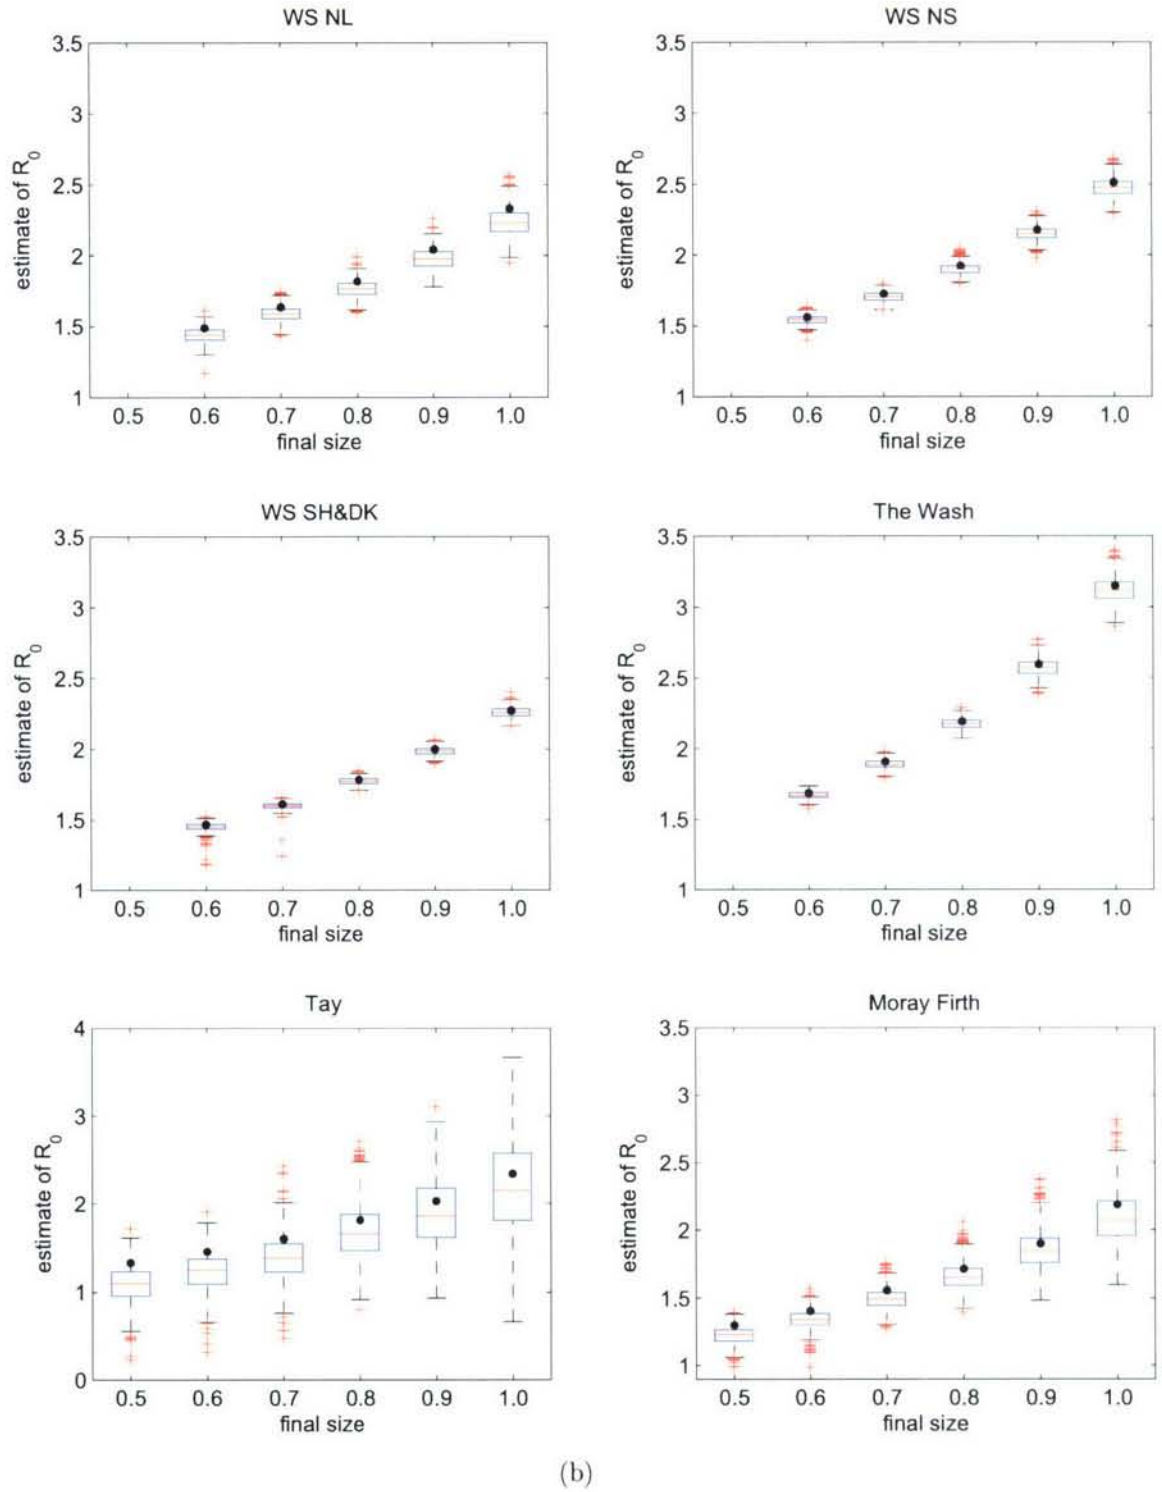 WS NL
3.5
3
2.5
2
1.5
1
estimate of R0
0.5 0.6 0.7 0.8 0.9 1.0
final size
WS NS
3.5
3
2.5
2
1.5
1
estimate of R0
0.5 0.6 0.7 0.8 0.9 1.0
final size
WS SH&DK
3.5
3
2.5
2
1.5
1
estimate of R0
0.5 0.6 0.7 0.8 0.9 1.0
final size
The Wash
3.5
3
2.5
2
1.5
1
estimate of R0
0.5 0.6 0.7 0.8 0.9 1.0
final size
Tay
4
3
2
1
0
estimate of R0
0.5 0.6 0.7 0.8 0.9 1.0
final size
Moray Firth
3.5
3
2.5
2
1.5
1
estimate of R0
0.5 0.6 0.7 0.8 0.9 1.0
final size
(b)